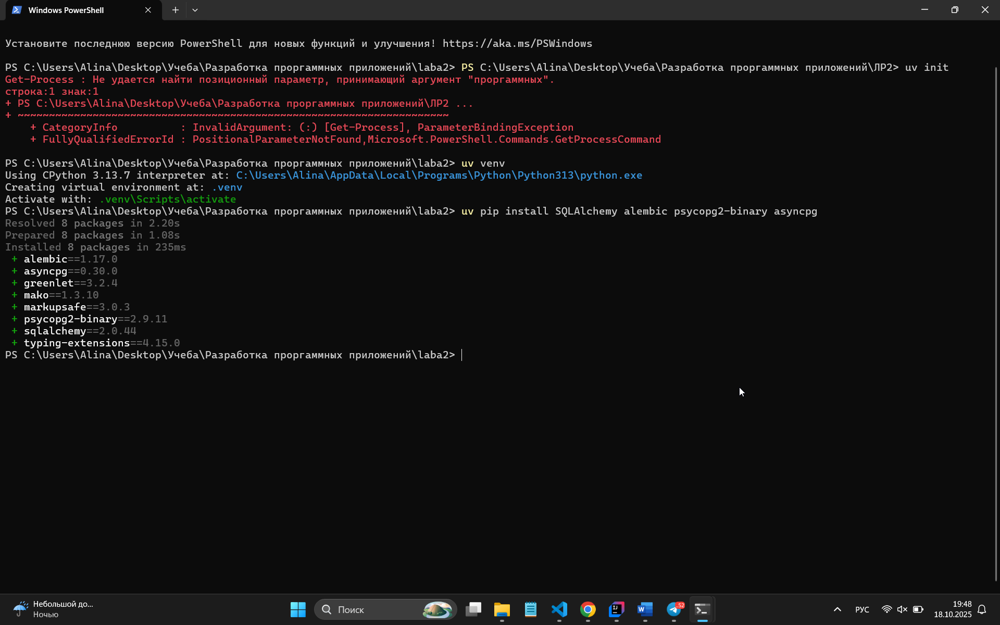 Windows PowerShell
Установите последнюю версию PowerShell для новых функций и улучшения! https://aka.ms/PSWindows
PS C:\Users\Alina\Desktop\Учеба\Разработка проргаммных приложений\laba2> PS C:\Users\Alina\Desktop\Учеба\Разработка проргаммных приложений\ЛР2> uv init
Get-Process : Не удается найти позиционный параметр, принимающий аргумент "проргаммных".
строка:1 знак:1
+ PS C:\Users\Alina\Desktop\Учеба\Разработка проргаммных приложений\ЛР2 ...
+ ~~~~~~~~~~~~~~~~~~~~~~~~~~~~~~~~~~~~~~~~~~~~~~~~~~~~~~~~~~~~~~~~~~~~~
    + CategoryInfo          : InvalidArgument: (:) [Get-Process], ParameterBindingException
    + FullyQualifiedErrorId : PositionalParameterNotFound,Microsoft.PowerShell.Commands.GetProcessCommand
PS C:\Users\Alina\Desktop\Учеба\Разработка проргаммных приложений\laba2> uv venv
Using CPython 3.13.7 interpreter at: C:\Users\Alina\AppData\Local\Programs\Python\Python313\python.exe
Creating virtual environment at: .venv
Activate with: .venv\Scripts\activate
PS C:\Users\Alina\Desktop\Учеба\Разработка проргаммных приложений\laba2> uv pip install SQLAlchemy alembic psycopg2-binary asyncpg
Resolved 8 packages in 2.20s
Prepared 8 packages in 1.08s
Installed 8 packages in 235ms
 + alembic==1.17.0
 + asyncpg==0.30.0
 + greenlet==3.2.4
 + mako==1.3.10
 + markupsafe==3.0.3
 + psycopg2-binary==2.9.11
 + sqlalchemy==2.0.44
 + typing-extensions==4.15.0
PS C:\Users\Alina\Desktop\Учеба\Разработка проргаммных приложений\laba2>
Небольшой до...
Ночью
Поиск
IJ
W
52
РУС
19:48
18.10.2025